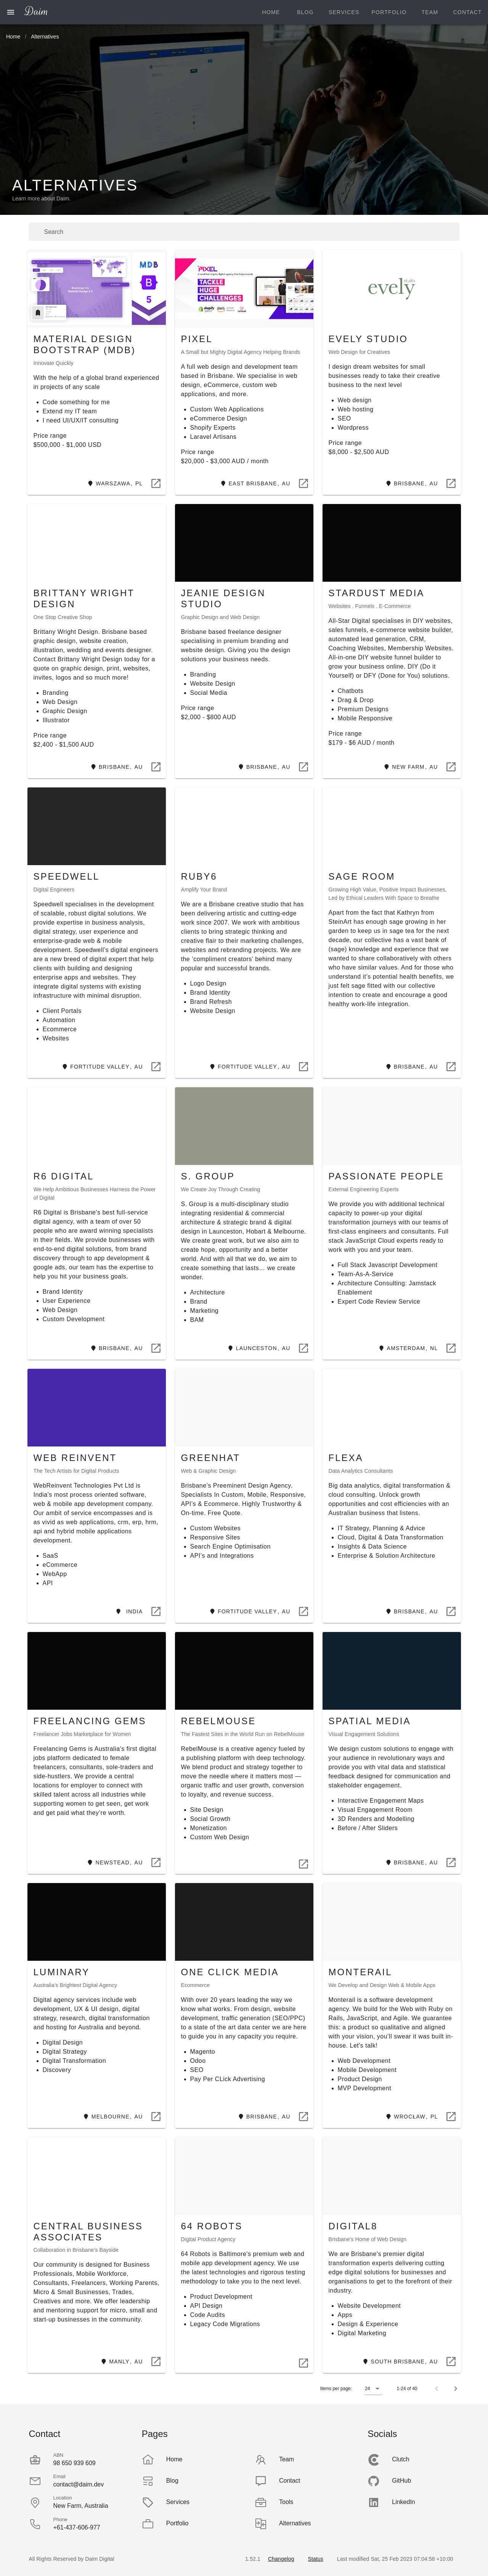 Daim
HOME
BLOG
SERVICES
PORTFOLIO
TEAM
CONTACT
Home / Alternatives
ALTERNATIVES
Learn more about Daim.
Search
MDB
B
5
MATERIAL DESIGN
BOOTSTRAP (MDB)
Innovate Quickly
With the help of a global brand experienced
in projects of any scale
Code something for me
Extend my IT team
I need UI/UX/IT consulting
Price range
$500,000 - $1,000 USD
WARSZAWA, PL
PIXEL
TACKLE
HUGE
CHALLENGES
PIXEL
A Small but Mighty Digital Agency Helping Brands
A full web design and development team
based in Brisbane. We specialise in web
design, eCommerce, custom web
applications, and more.
Custom Web Applications
eCommerce Design
Shopify Experts
Laravel Artisans
Price range
$20,000 - $3,000 AUD / month
EAST BRISBANE, AU
evely
Studio
EVELY STUDIO
Web Design for Creatives
I design dreamy websites for small
businesses ready to take their creative
business to the next level
Web design
Web hosting
SEO
Wordpress
Price range
$8,000 - $2,500 AUD
BRISBANE, AU
BRITTANY WRIGHT
DESIGN
One Stop Creative Shop
Brittany Wright Design. Brisbane based
graphic design, website creation,
illustration, wedding and events designer.
Contact Brittany Wright Design today for a
quote on graphic design, print, websites,
invites, logos and so much more!
Branding
Web Design
Graphic Design
Illustrator
Price range
$2,400 - $1,500 AUD
BRISBANE, AU
JEANIE DESIGN
STUDIO
Graphic Design and Web Design
Brisbane based freelance designer
specialising in premium branding and
website design. Giving you the design
solutions your business needs.
Branding
Website Design
Social Media
Price range
$2,000 - $800 AUD
BRISBANE, AU
STARDUST MEDIA
Websites . Funnels . E-Commerce
All-Star Digital specialises in DIY websites,
sales funnels, e-commerce website builder,
automated lead generation, CRM,
Coaching Websites, Membership Websites.
All-in-one DIY website funnel builder to
grow your business online. DIY (Do it
Yourself) or DFY (Done for You) solutions.
Chatbots
Drag & Drop
Premium Designs
Mobile Responsive
Price range
$179 - $6 AUD / month
NEW FARM, AU
SPEEDWELL
Digital Engineers
Speedwell specialises in the development
of scalable, robust digital solutions. We
provide expertise in business analysis,
digital strategy, user experience and
enterprise-grade web & mobile
development. Speedwell's digital engineers
are a new breed of digital expert that help
clients with building and designing
enterprise apps and websites. They
integrate digital systems with existing
infrastructure with minimal disruption.
Client Portals
Automation
Ecommerce
Websites
FORTITUDE VALLEY, AU
RUBY6
Amplify Your Brand
We are a Brisbane creative studio that has
been delivering artistic and cutting-edge
work since 2007. We work with ambitious
clients to bring strategic thinking and
creative flair to their marketing challenges,
websites and rebranding projects. We are
the 'compliment creators' behind many
popular and successful brands.
Logo Design
Brand Identity
Brand Refresh
Website Design
FORTITUDE VALLEY, AU
SAGE ROOM
Growing High Value, Positive Impact Businesses,
Led by Ethical Leaders With Space to Breathe
Apart from the fact that Kathryn from
SteinArt has enough sage growing in her
garden to keep us in sage tea for the next
decade, our collective has a vast bank of
(sage) knowledge and experience that we
wanted to share collaboratively with others
who have similar values. And for those who
understand it's potential health benefits, we
just felt sage fitted with our collective
intention to create and encourage a good
healthy work-life integration.
BRISBANE, AU
R6 DIGITAL
We Help Ambitious Businesses Harness the Power
of Digital
R6 Digital is Brisbane's best full-service
digital agency, with a team of over 50
people who are award winning specialists
in their fields. We provide businesses with
end-to-end digital solutions, from brand
discovery through to app development &
google ads, our team has the expertise to
help you hit your business goals.
Brand Identity
User Experience
Web Design
Custom Development
BRISBANE, AU
S. GROUP
We Create Joy Through Creating
S. Group is a multi-disciplinary studio
integrating residential & commercial
architecture & strategic brand & digital
design in Launceston, Hobart & Melbourne.
We create great work, but we also aim to
create hope, opportunity and a better
world. And with all that we do, we aim to
create something that lasts… we create
wonder.
Architecture
Brand
Marketing
BAM
LAUNCESTON, AU
PASSIONATE PEOPLE
External Engineering Experts
We provide you with additional technical
capacity to power-up your digital
transformation journeys with our teams of
first-class engineers and consultants. Full
stack JavaScript Cloud experts ready to
work with you and your team.
Full Stack Javascript Development
Team-As-A-Service
Architecture Consulting: Jamstack
Enablement
Expert Code Review Service
AMSTERDAM, NL
WEB REINVENT
The Tech Artists for Digital Products
WebReinvent Technologies Pvt Ltd is
India's most process oriented software,
web & mobile app development company.
Our ambit of service encompasses and is
as vivid as web applications, crm, erp, hrm,
api and hybrid mobile applications
development.
SaaS
eCommerce
WebApp
API
INDIA
GREENHAT
Web & Graphic Design
Brisbane's Preeminent Design Agency.
Specialists In Custom, Mobile, Responsive,
API's & Ecommerce. Highly Trustworthy &
On-time. Free Quote.
Custom Websites
Responsive Sites
Search Engine Optimisation
API's and Integrations
FORTITUDE VALLEY, AU
FLEXA
Data Analytics Consultants
Big data analytics, digital transformation &
cloud consulting. Unlock growth
opportunities and cost efficiencies with an
Australian business that listens.
IT Strategy, Planning & Advice
Cloud, Digital & Data Transformation
Insights & Data Science
Enterprise & Solution Architecture
BRISBANE, AU
FREELANCING GEMS
Freelancer Jobs Marketplace for Women
Freelancing Gems is Australia's first digital
jobs platform dedicated to female
freelancers, consultants, sole-traders and
side-hustlers. We provide a central
locations for employer to connect with
skilled talent across all industries while
supporting women to get seen, get work
and get paid what they're worth.
NEWSTEAD, AU
REBELMOUSE
The Fastest Sites in the World Run on RebelMouse
RebelMouse is a creative agency fueled by
a publishing platform with deep technology.
We blend product and strategy together to
move the needle where it matters most —
organic traffic and user growth, conversion
to loyalty, and revenue success.
Site Design
Social Growth
Monetization
Custom Web Design
SPATIAL MEDIA
Visual Engagement Solutions
We design custom solutions to engage with
your audience in revolutionary ways and
provide you with vital data and statistical
feedback designed for communication and
stakeholder engagement.
Interactive Engagement Maps
Visual Engagement Room
3D Renders and Modelling
Before / After Sliders
BRISBANE, AU
LUMINARY
Australia's Brightest Digital Agency
Digital agency services include web
development, UX & UI design, digital
strategy, research, digital transformation
and hosting for Australia and beyond.
Digital Design
Digital Strategy
Digital Transformation
Discovery
MELBOURNE, AU
ONE CLICK MEDIA
Ecommerce
With over 20 years leading the way we
know what works. From design, website
development, traffic generation (SEO/PPC)
to a state of the art data center we are here
to guide you in any capacity you require.
Magento
Odoo
SEO
Pay Per CLick Advertising
BRISBANE, AU
MONTERAIL
We Develop and Design Web & Mobile Apps
Monterail is a software development
agency. We build for the Web with Ruby on
Rails, JavaScript, and Agile. We guarantee
this: a product so qualitative and aligned
with your vision, you'll swear it was built in-
house. Let's talk!
Web Development
Mobile Development
Product Design
MVP Development
WROCŁAW, PL
CENTRAL BUSINESS
ASSOCIATES
Collaboration in Brisbane's Bayside
Our community is designed for Business
Professionals, Mobile Workforce,
Consultants, Freelancers, Working Parents,
Micro & Small Businesses, Trades,
Creatives and more. We offer leadership
and mentoring support for micro, small and
start-up businesses in the community.
MANLY, AU
64 ROBOTS
Digital Product Agency
64 Robots is Baltimore's premium web and
mobile app development agency. We use
the latest technologies and rigorous testing
methodology to take you to the next level.
Product Development
API Design
Code Audits
Legacy Code Migrations
DIGITAL8
Brisbane's Home of Web Design
We are Brisbane's premier digital
transformation experts delivering cutting
edge digital solutions for businesses and
organisations to get to the forefront of their
industry.
Website Development
Apps
Design & Experience
Digital Marketing
SOUTH BRISBANE, AU
Items per page:
24
1-24 of 40
Contact
ABN
98 650 939 609
Email
contact@daim.dev
Location
New Farm, Australia
Phone
+61-437-606-977
Pages
Home
Blog
Services
Portfolio
Team
Contact
Tools
Alternatives
Socials
Clutch
GitHub
LinkedIn
All Rights Reserved by Daim Digital
1.52.1
Changelog
Status
Last modified Sat, 25 Feb 2023 07:04:58 +10:00